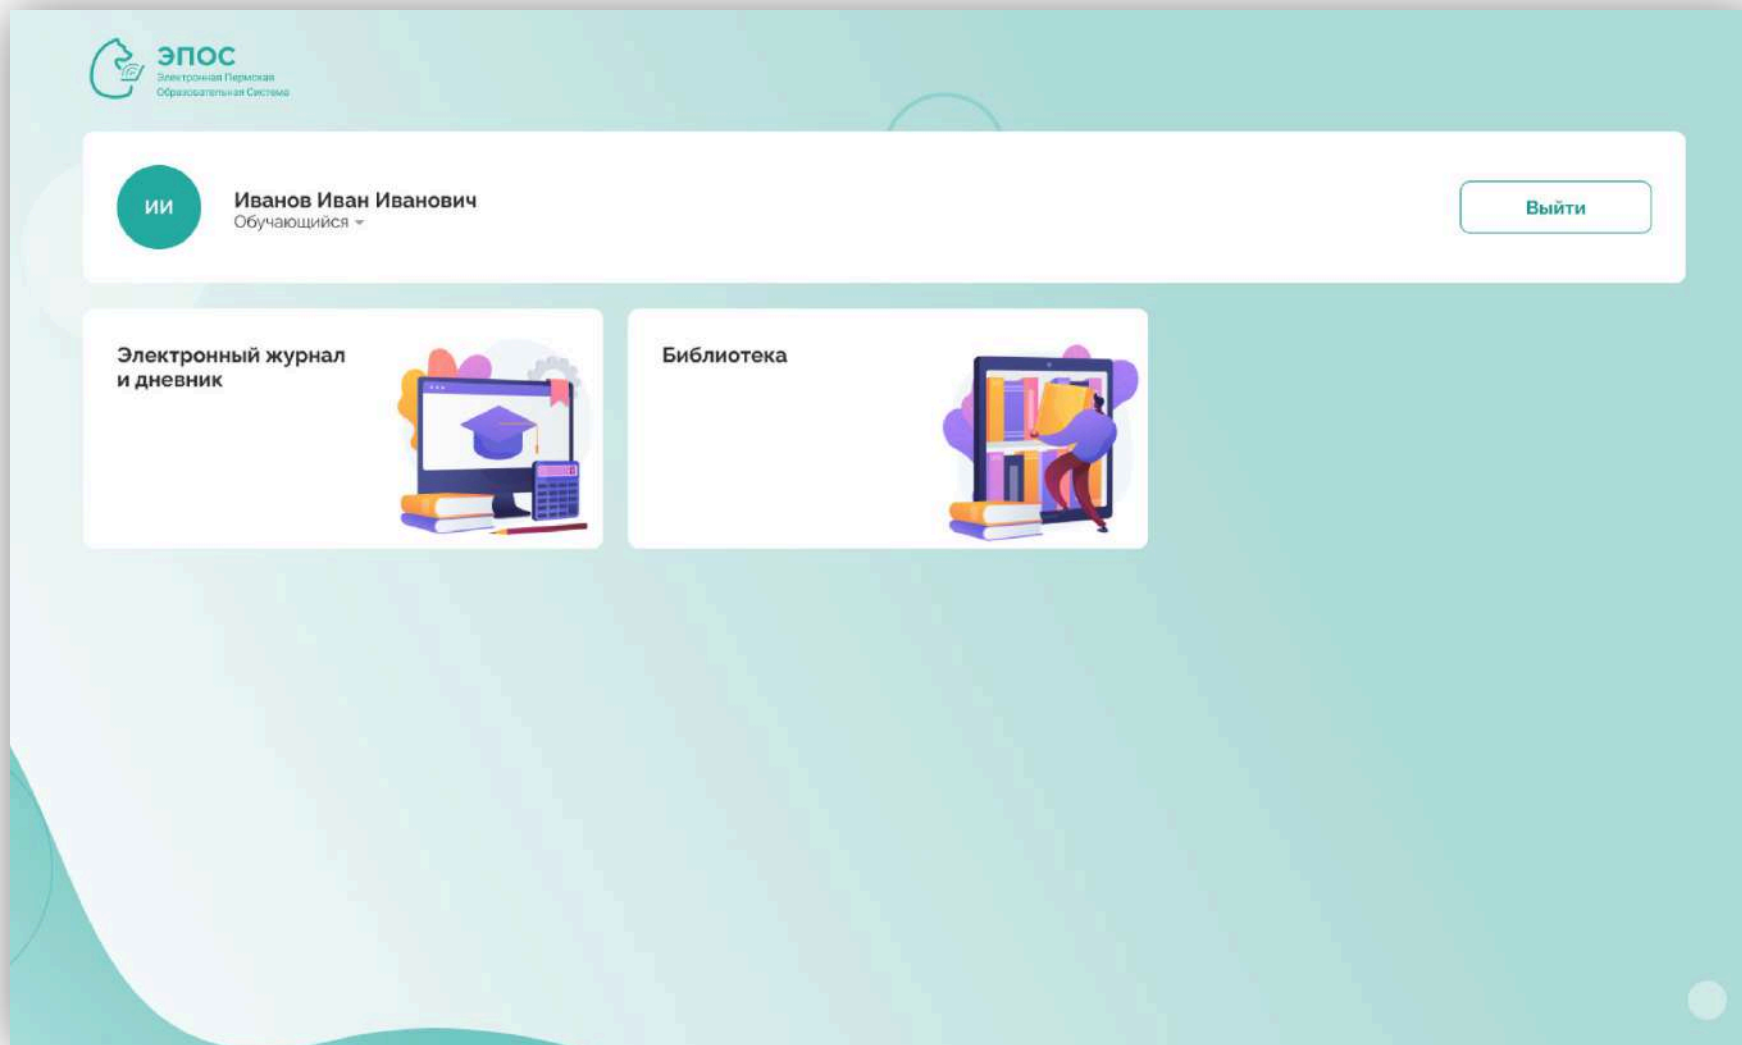 ЭПОС
Электронная Пермская
Образовательная Система
ИИ
Иванов Иван Иванович
Обучающийся
Выйти
Электронный журнал
и дневник
Библиотека